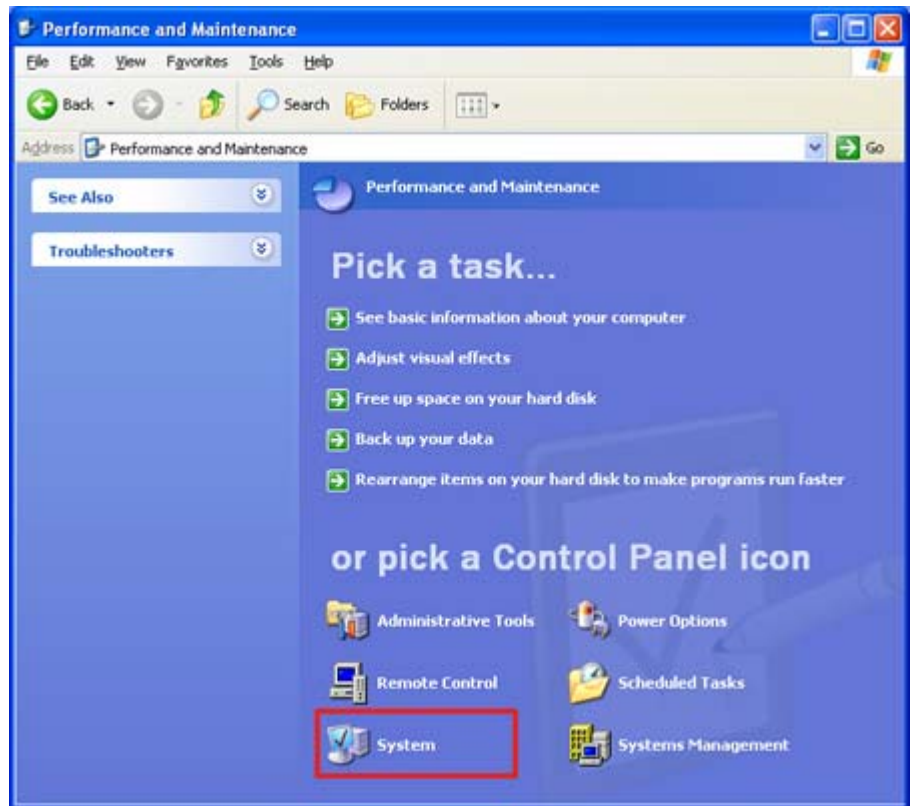 Performance and Maintenance
File Edit View Favorites Tools Help
Back Search Folders
Address Performance and Maintenance Go
See Also
Troubleshooters
Performance and Maintenance
Pick a task...
See basic information about your computer
Adjust visual effects
Free up space on your hard disk
Back up your data
Rearrange items on your hard disk to make programs run faster
or pick a Control Panel icon
Administrative Tools Power Options
Remote Control Scheduled Tasks
System Systems Management